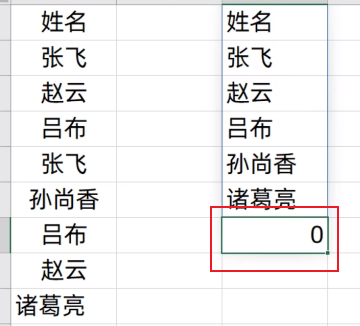 姓名 姓名
张飞 张飞
赵云 赵云
吕布 吕布
张飞 孙尚香
孙尚香 诸葛亮
吕布 0
赵云
诸葛亮